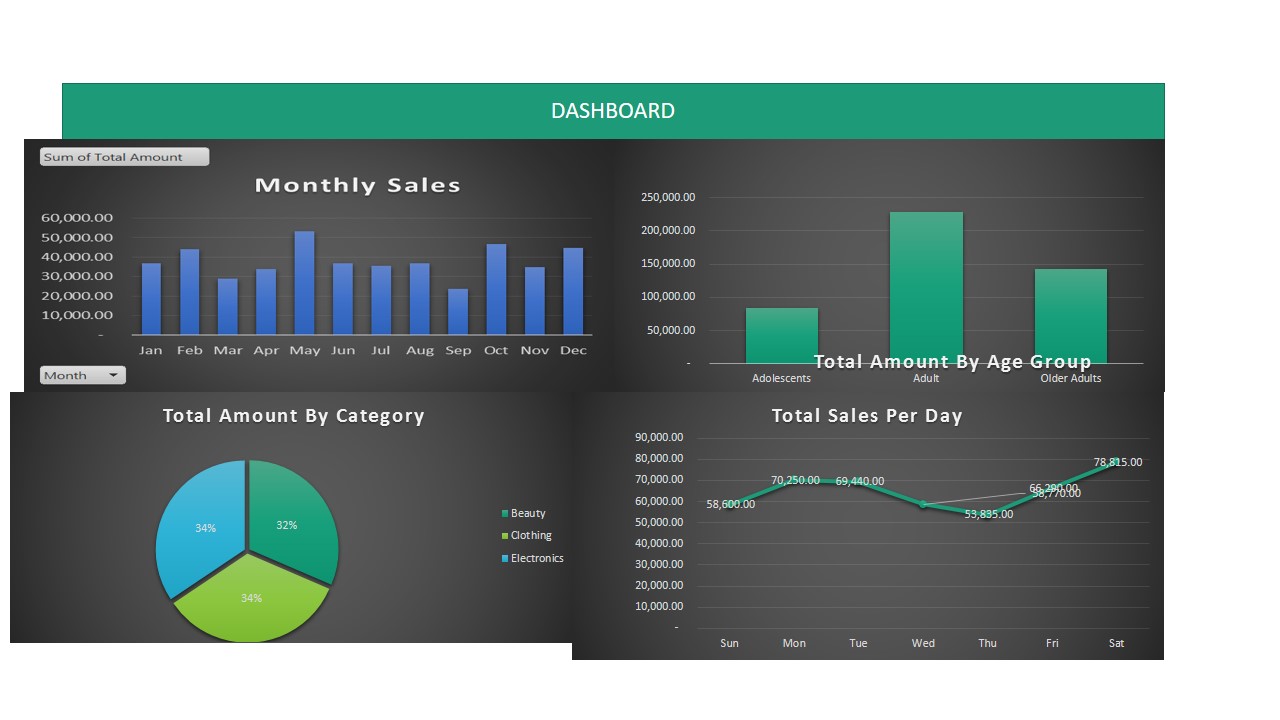 DASHBOARD
Sum of Total Amount
Monthly Sales
60,000.00
50,000.00
40,000.00
30,000.00
20,000.00
10,000.00
-
Jan Feb Mar Apr May Jun Jul Aug Sep Oct Nov Dec
Month
250,000.00
200,000.00
150,000.00
100,000.00
50,000.00
-
Total Amount By Age Group
Adolescents Adult Older Adults
Total Amount By Category
32%
34%
34%
Beauty
Clothing
Electronics
Total Sales Per Day
90,000.00
80,000.00
70,000.00
60,000.00
50,000.00
40,000.00
30,000.00
20,000.00
10,000.00
-
58,600.00
70,250.00
69,440.00
58,770.00
53,835.00
66,290.00
78,815.00
Sun Mon Tue Wed Thu Fri Sat